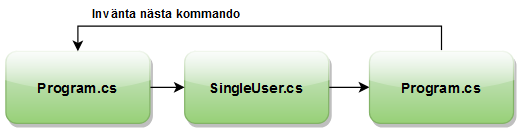 Invänta nästa kommando
Program.cs
SingleUser.cs
Program.cs